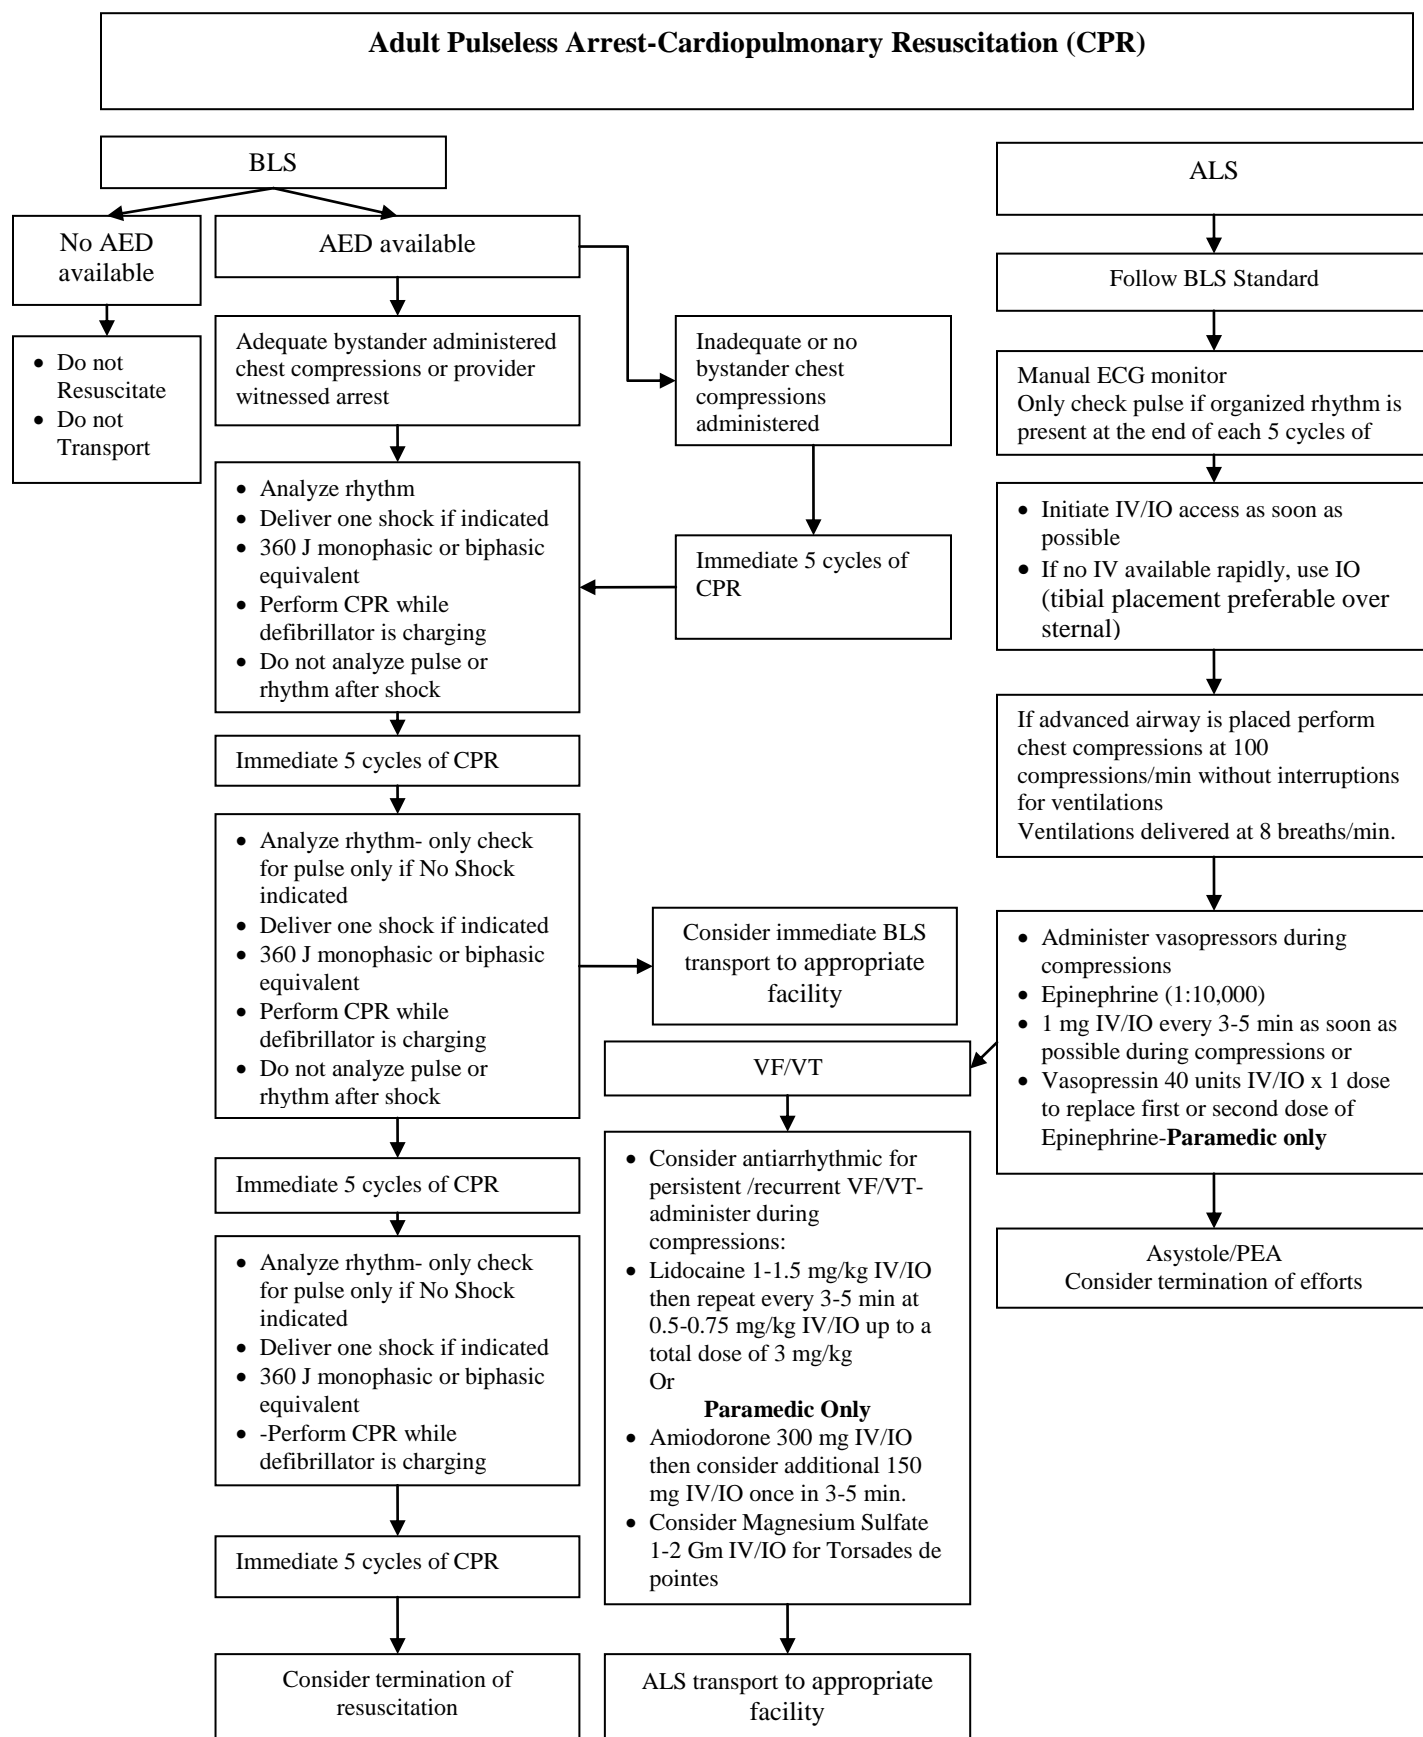 Adult Pulseless Arrest-Cardiopulmonary Resuscitation (CPR)
BLS
No AED
available
• Do not
Resuscitate
• Do not
Transport
AED available
Adequate bystander administered
chest compressions or provider
witnessed arrest
Inadequate or no
bystander chest
compressions
administered
Immediate 5 cycles of
CPR
• Analyze rhythm
• Deliver one shock if indicated
• 360 J monophasic or biphasic
equivalent
• Perform CPR while
defibrillator is charging
• Do not analyze pulse or
rhythm after shock
Immediate 5 cycles of CPR
• Analyze rhythm- only check
for pulse only if No Shock
indicated
• Deliver one shock if indicated
• 360 J monophasic or biphasic
equivalent
• Perform CPR while
defibrillator is charging
• Do not analyze pulse or
rhythm after shock
Consider immediate BLS
transport to appropriate
facility
Immediate 5 cycles of CPR
• Analyze rhythm- only check
for pulse only if No Shock
indicated
• Deliver one shock if indicated
• 360 J monophasic or biphasic
equivalent
• -Perform CPR while
defibrillator is charging
Immediate 5 cycles of CPR
Consider termination of
resuscitation
ALS
Follow BLS Standard
Manual ECG monitor
Only check pulse if organized rhythm is
present at the end of each 5 cycles of
• Initiate IV/IO access as soon as
possible
• If no IV available rapidly, use IO
(tibial placement preferable over
sternal)
If advanced airway is placed perform
chest compressions at 100
compressions/min without interruptions
for ventilations
Ventilations delivered at 8 breaths/min.
• Administer vasopressors during
compressions
• Epinephrine (1:10,000)
• 1 mg IV/IO every 3-5 min as soon as
possible during compressions or
• Vasopressin 40 units IV/IO x 1 dose
to replace first or second dose of
Epinephrine-Paramedic only
Asystole/PEA
Consider termination of efforts
VF/VT
• Consider antiarrhythmic for
persistent /recurrent VF/VT-
administer during
compressions:
• Lidocaine 1-1.5 mg/kg IV/IO
then repeat every 3-5 min at
0.5-0.75 mg/kg IV/IO up to a
total dose of 3 mg/kg
Or
Paramedic Only
• Amiodorone 300 mg IV/IO
then consider additional 150
mg IV/IO once in 3-5 min.
• Consider Magnesium Sulfate
1-2 Gm IV/IO for Torsades de
pointes
ALS transport to appropriate
facility